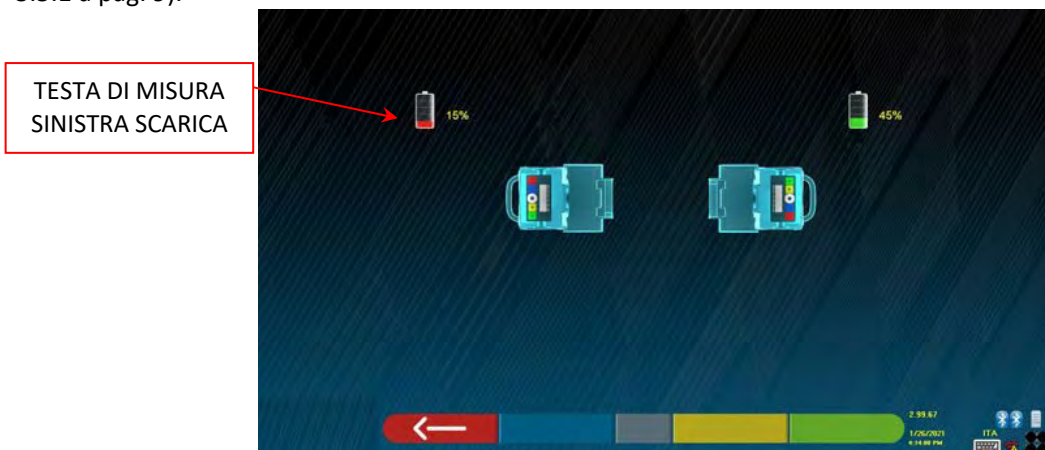 TESTA DI MISURA
SINISTRA SCARICA
15%
45%
2.99.67
1/26/2021
ITA